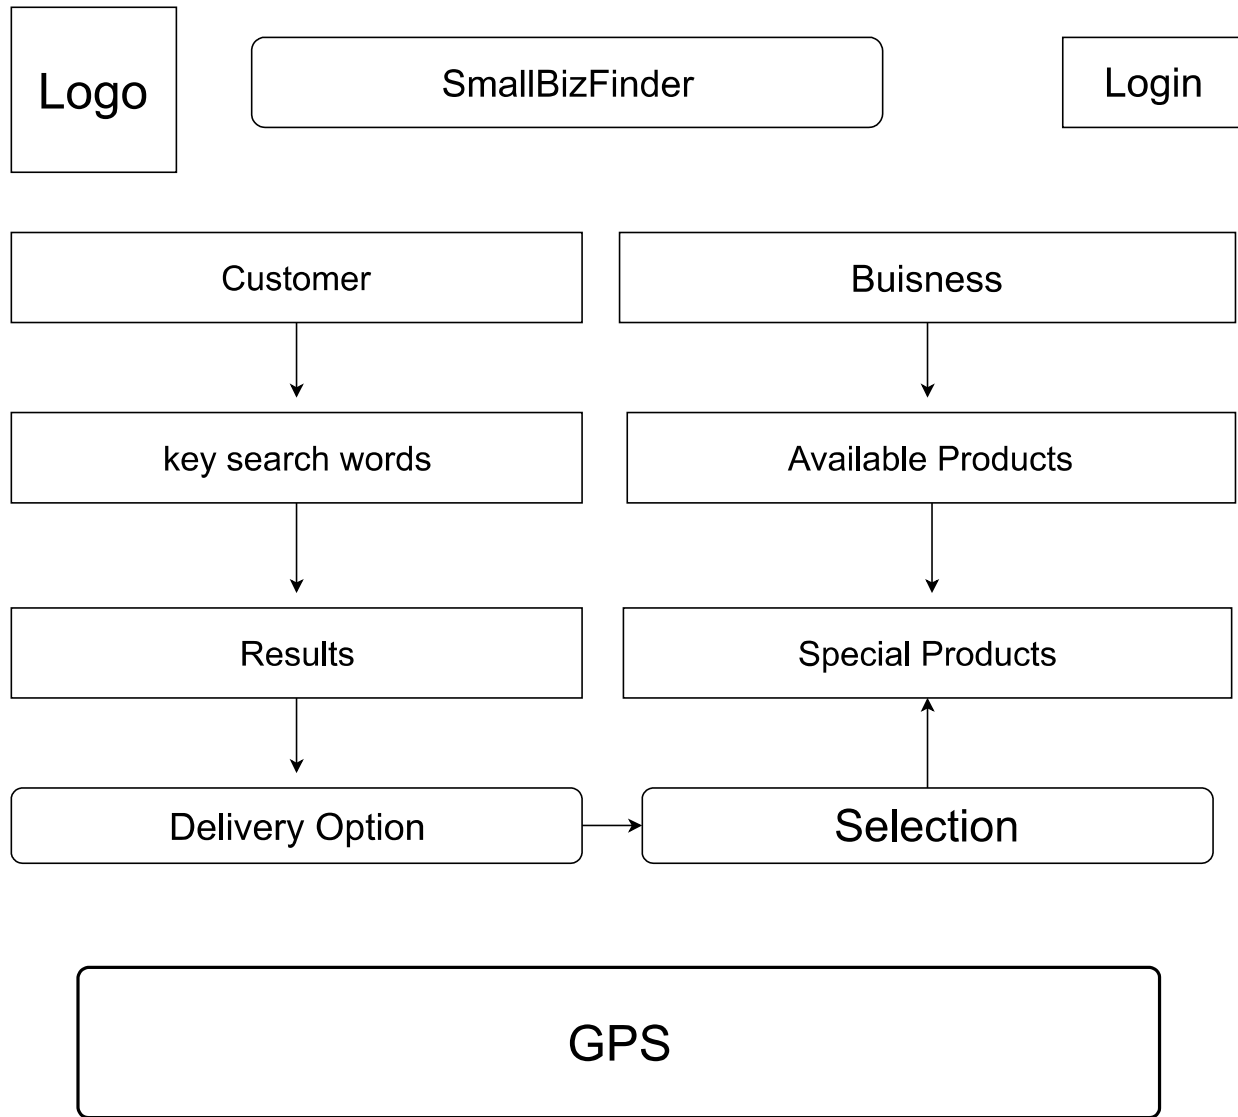 Logo
SmallBizFinder
Login
Customer
Buisness
key search words
Available Products
Results
Special Products
Delivery Option
Selection
GPS